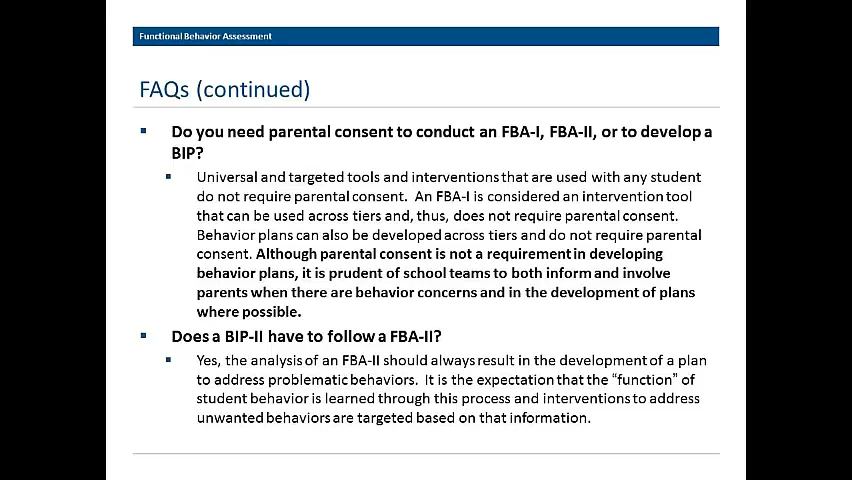 Functional Behavior Assessment
FAQs (continued)
Do you need parental consent to conduct an FBA-I, FBA-II, or to develop a
BIP?
Universal and targeted tools and interventions that are used with any student
do not require parental consent. An FBA-I is considered an intervention tool
that can be used across tiers and, thus, does not require parental consent.
Behavior plans can also be developed across tiers and do not require parental
consent. Although parental consent is not a requirement in developing
behavior plans, it is prudent of school teams to both inform and involve
parents when there are behavior concerns and in the development of plans
where possible.
Does a BIP-II have to follow a FBA-II?
Yes, the analysis of an FBA-II should always result in the development of a plan
to address problematic behaviors. It is the expectation that the “function” of
student behavior is learned through this process and interventions to address
unwanted behaviors are targeted based on that information.